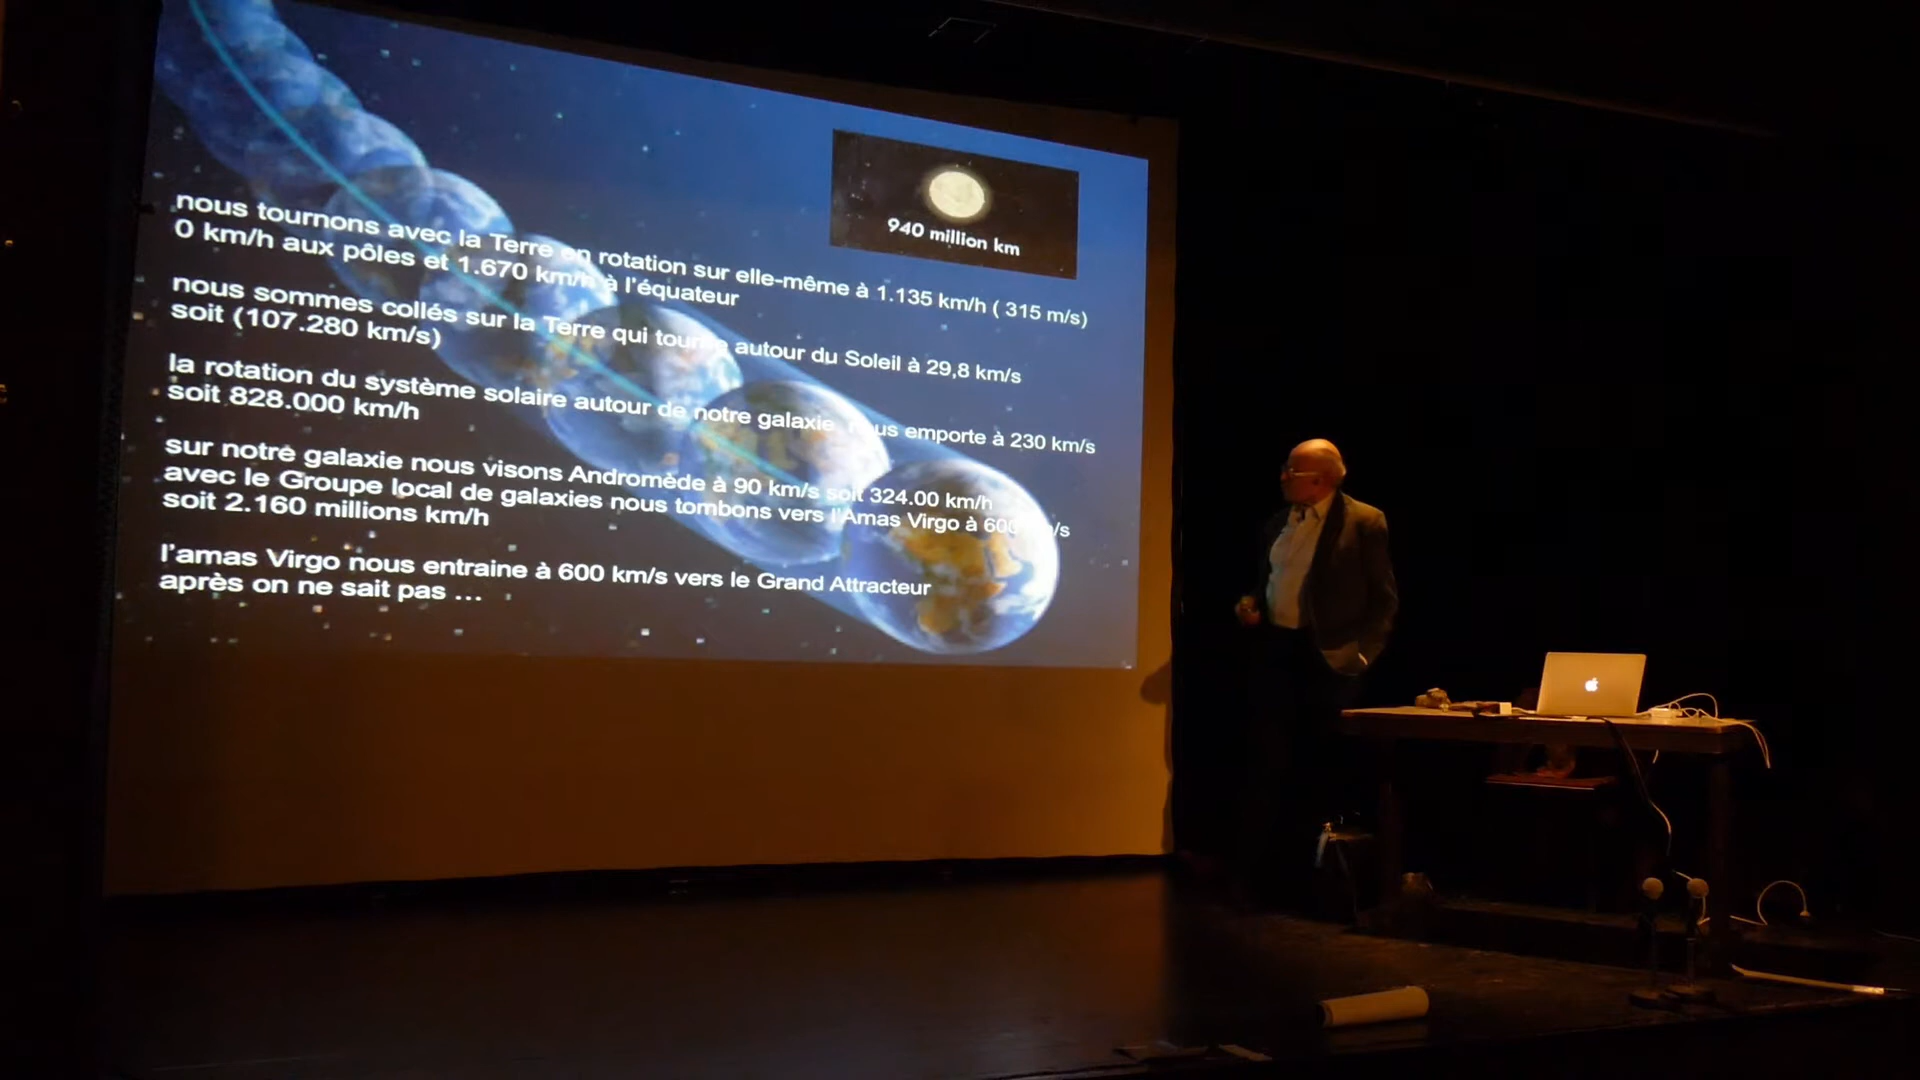 940 million km
nous tournons avec la Terre en rotation sur elle-même à 1.135 km/h ( 315 m/s)
0 km/h aux pôles et 1.670 km/h à l'équateur
nous sommes collés sur la Terre qui tourne autour du Soleil à 29,8 km/s
soit (107.280 km/s)
la rotation du système solaire autour de notre galaxie nous emporte à 230 km/s
soit 828.000 km/h
sur notre galaxie nous visons Andromède à 90 km/s soit 324.00 km/h
avec le Groupe local de galaxies nous tombons vers l'Amas Virgo à 600 km/s
soit 2.160 millions km/h
l'amas Virgo nous entraine à 600 km/s vers le Grand Attracteur
après on ne sait pas ...